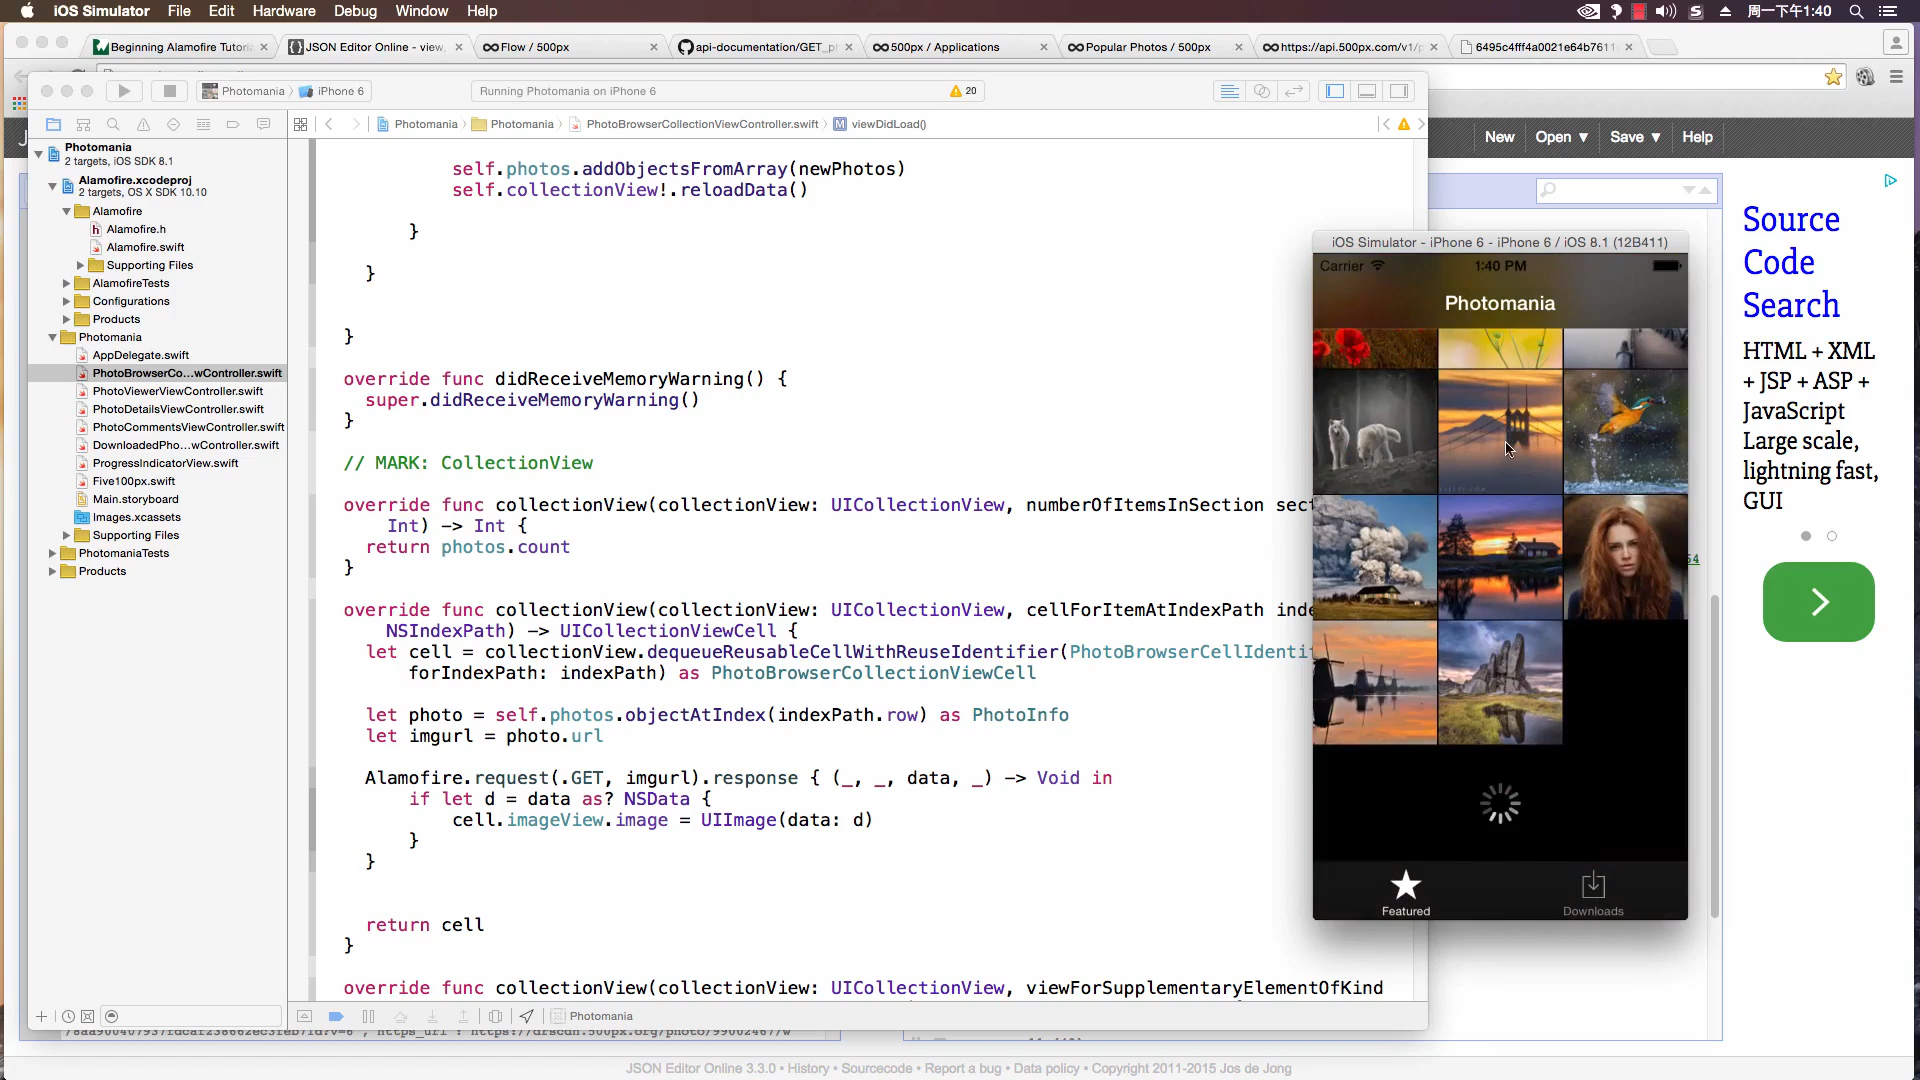 iOS Simulator File Edit Hardware Debug Window Help
周一下午1:40
Beginning Alamofire Tutoria
JSON Editor Online - view,
Flow / 500px
api-documentation/GET_p
500px / Applications
Popular Photos / 500px
https://api.500px.com/v1/p
6495c4fff4a0021e64b7611
Photomania iPhone 6
Running Photomania on iPhone 6
20
Photomania Photomania PhotoBrowserCollectionViewController.swift viewDidLoad()
New Open ▼ Save ▼ Help
Photomania
2 targets, iOS SDK 8.1
Alamofire.xcodeproj
2 targets, OS X SDK 10.10
Alamofire
Alamofire.h
Alamofire.swift
Supporting Files
AlamofireTests
Configurations
Products
Photomania
AppDelegate.swift
PhotoBrowserCo...wController.swift
PhotoViewerViewController.swift
PhotoDetailsViewController.swift
PhotoCommentsViewController.swift
DownloadedPho...wController.swift
ProgressIndicatorView.swift
Five100px.swift
Main.storyboard
Images.xcassets
Supporting Files
PhotomaniaTests
Products
self.photos.addObjectsFromArray(newPhotos)
self.collectionView!.reloadData()
}
}
}
override func didReceiveMemoryWarning() {
super.didReceiveMemoryWarning()
}
// MARK: CollectionView
override func collectionView(collectionView: UICollectionView, numberOfItemsInSection sect
Int) -> Int {
return photos.count
}
override func collectionView(collectionView: UICollectionView, cellForItemAtIndexPath inde
NSIndexPath) -> UICollectionViewCell {
let cell = collectionView.dequeueReusableCellWithReuseIdentifier(PhotoBrowserCellIdentif
forIndexPath: indexPath) as PhotoBrowserCollectionViewCell
let photo = self.photos.objectAtIndex(indexPath.row) as PhotoInfo
let imgurl = photo.url
Alamofire.request(.GET, imgurl).response { (_, _, data, _) -> Void in
if let d = data as? NSData {
cell.imageView.image = UIImage(data: d)
}
}
return cell
}
override func collectionView(collectionView: UICollectionView, viewForSupplementaryElementOfKind
Photomania
iOS Simulator - iPhone 6 - iPhone 6 / iOS 8.1 (12B411)
Carrier 1:40 PM
Photomania
Featured
Downloads
Source
Code
Search
HTML + XML
+ JSP + ASP +
JavaScript
Large scale,
lightning fast,
GUI
JSON Editor Online 3.3.0 • History • Sourcecode • Report a bug • Data policy • Copyright 2011-2015 Jos de Jong